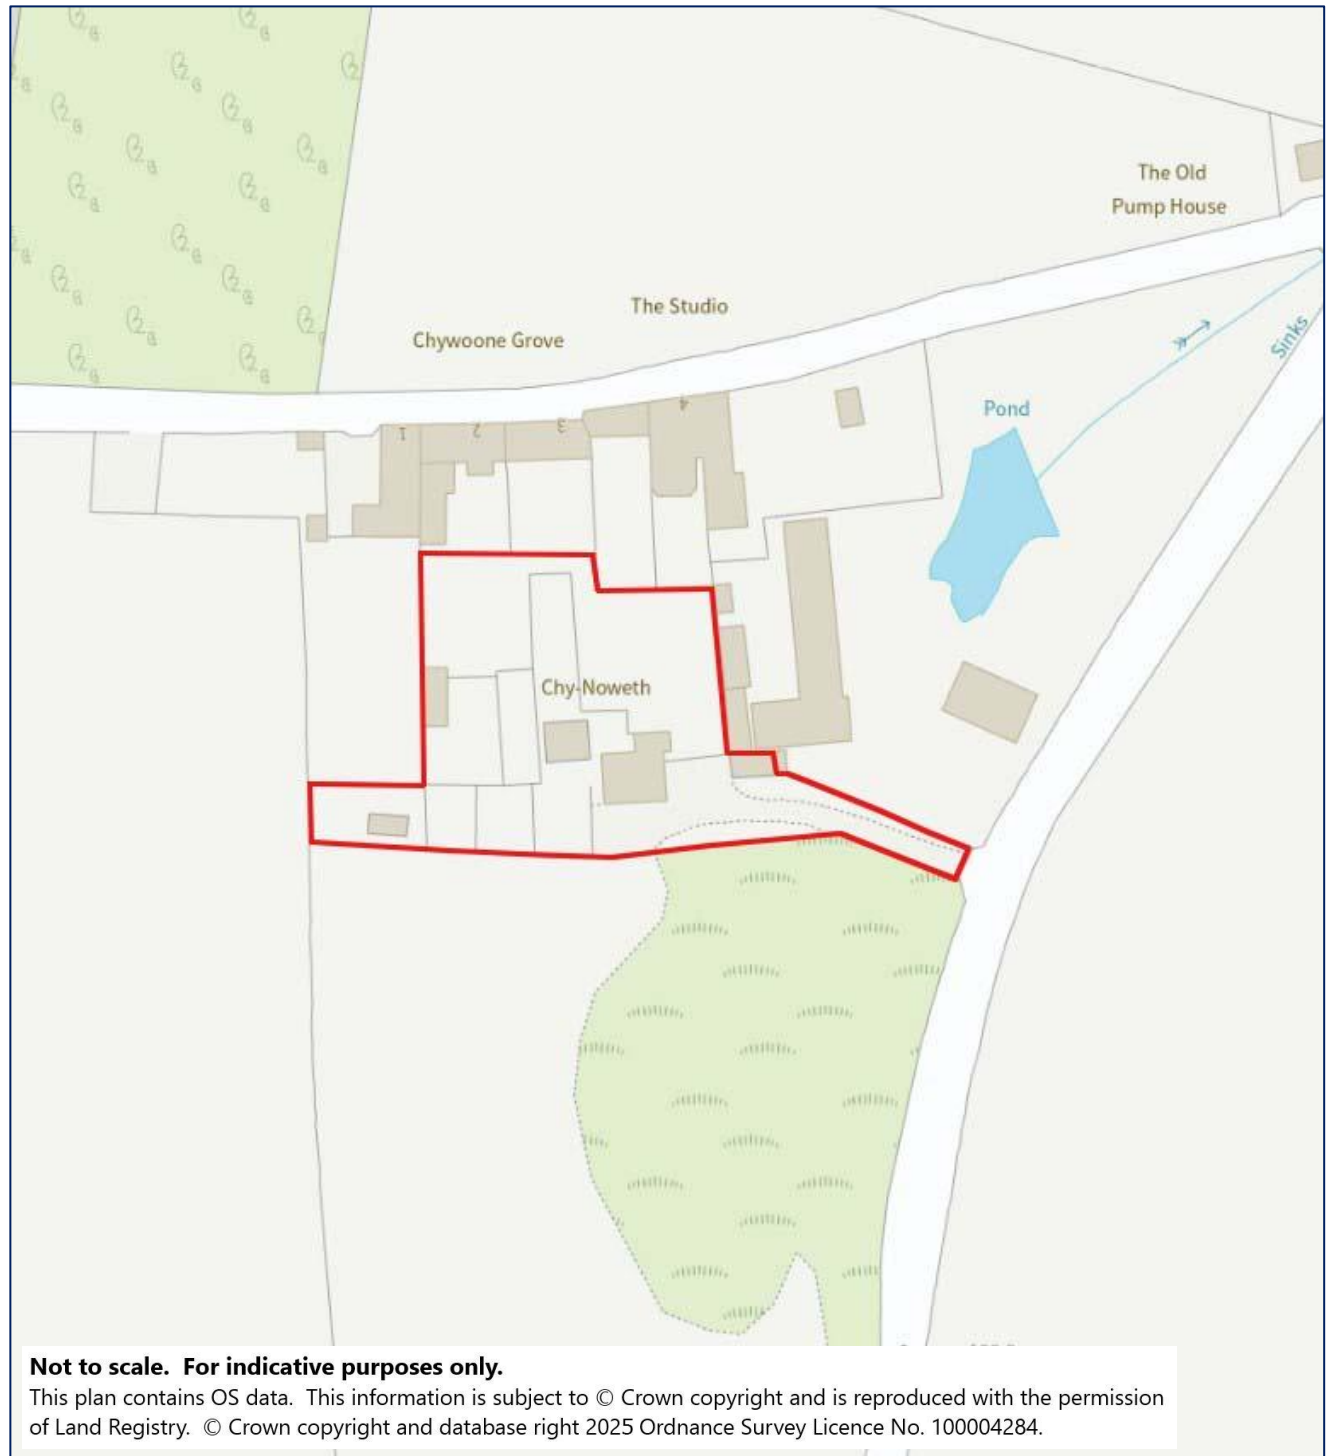 The Old
Pump House
The Studio
Chywoone Grove
Sinks
4
Pond
1
2
3
Chy-Noweth
Not to scale. For indicative purposes only.
This plan contains OS data. This information is subject to © Crown copyright and is reproduced with the permission
of Land Registry. © Crown copyright and database right 2025 Ordnance Survey Licence No. 100004284.